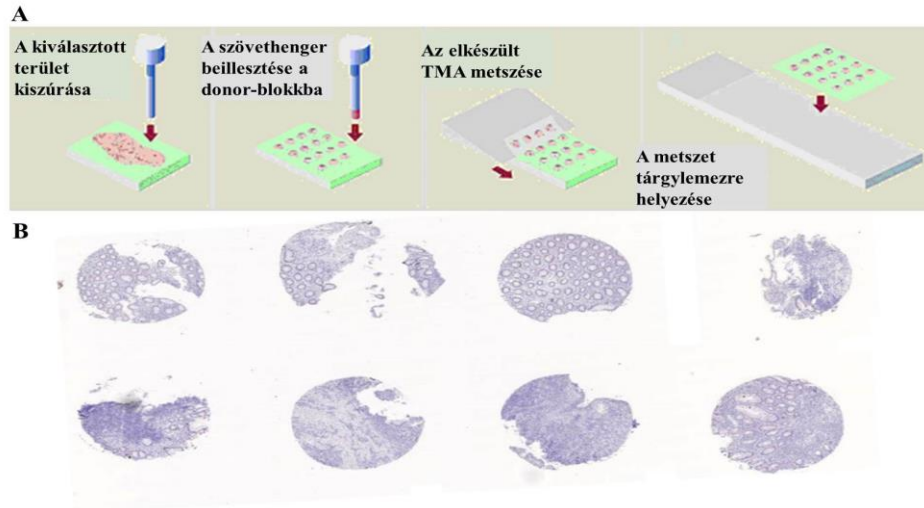 A
A kiválasztott
terület
kiszúrása
A szövethenger
beillesztése a
donor-blokkba
Az elkészült
TMA metszése
A metszet
tárgylemezre
helyezése
B